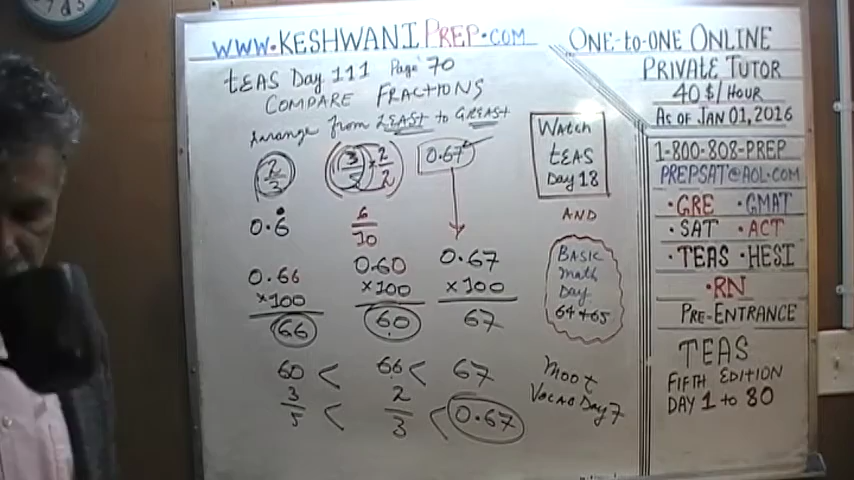 WWW.KESHWANIPREP.COM
TEAS Day 111 Page 70
COMPARE FRACTIONS
Arrange from LEAST to GREAST
2/3 3/5 × 2/2 0.67
0.6 6/10
0.66 0.60 0.67
×100 ×100 ×100
66 60 67
60 < 66 < 67
3/5 < 2/3 < 0.67
Watch
TEAS
Day 18
AND
BASIC
math
Day
64+65
MOOT
VOCAB Day 7
ONE-to-ONE ONLINE
PRIVATE TUTOR
40 $/HOUR
AS OF JAN 01, 2016
1-800-808-PREP
PREPSAT@AOL.COM
•GRE •GMAT
•SAT •ACT
•TEAS •HESI
•RN
PRE-ENTRANCE
TEAS
FIFTH EDITION
DAY 1 to 80